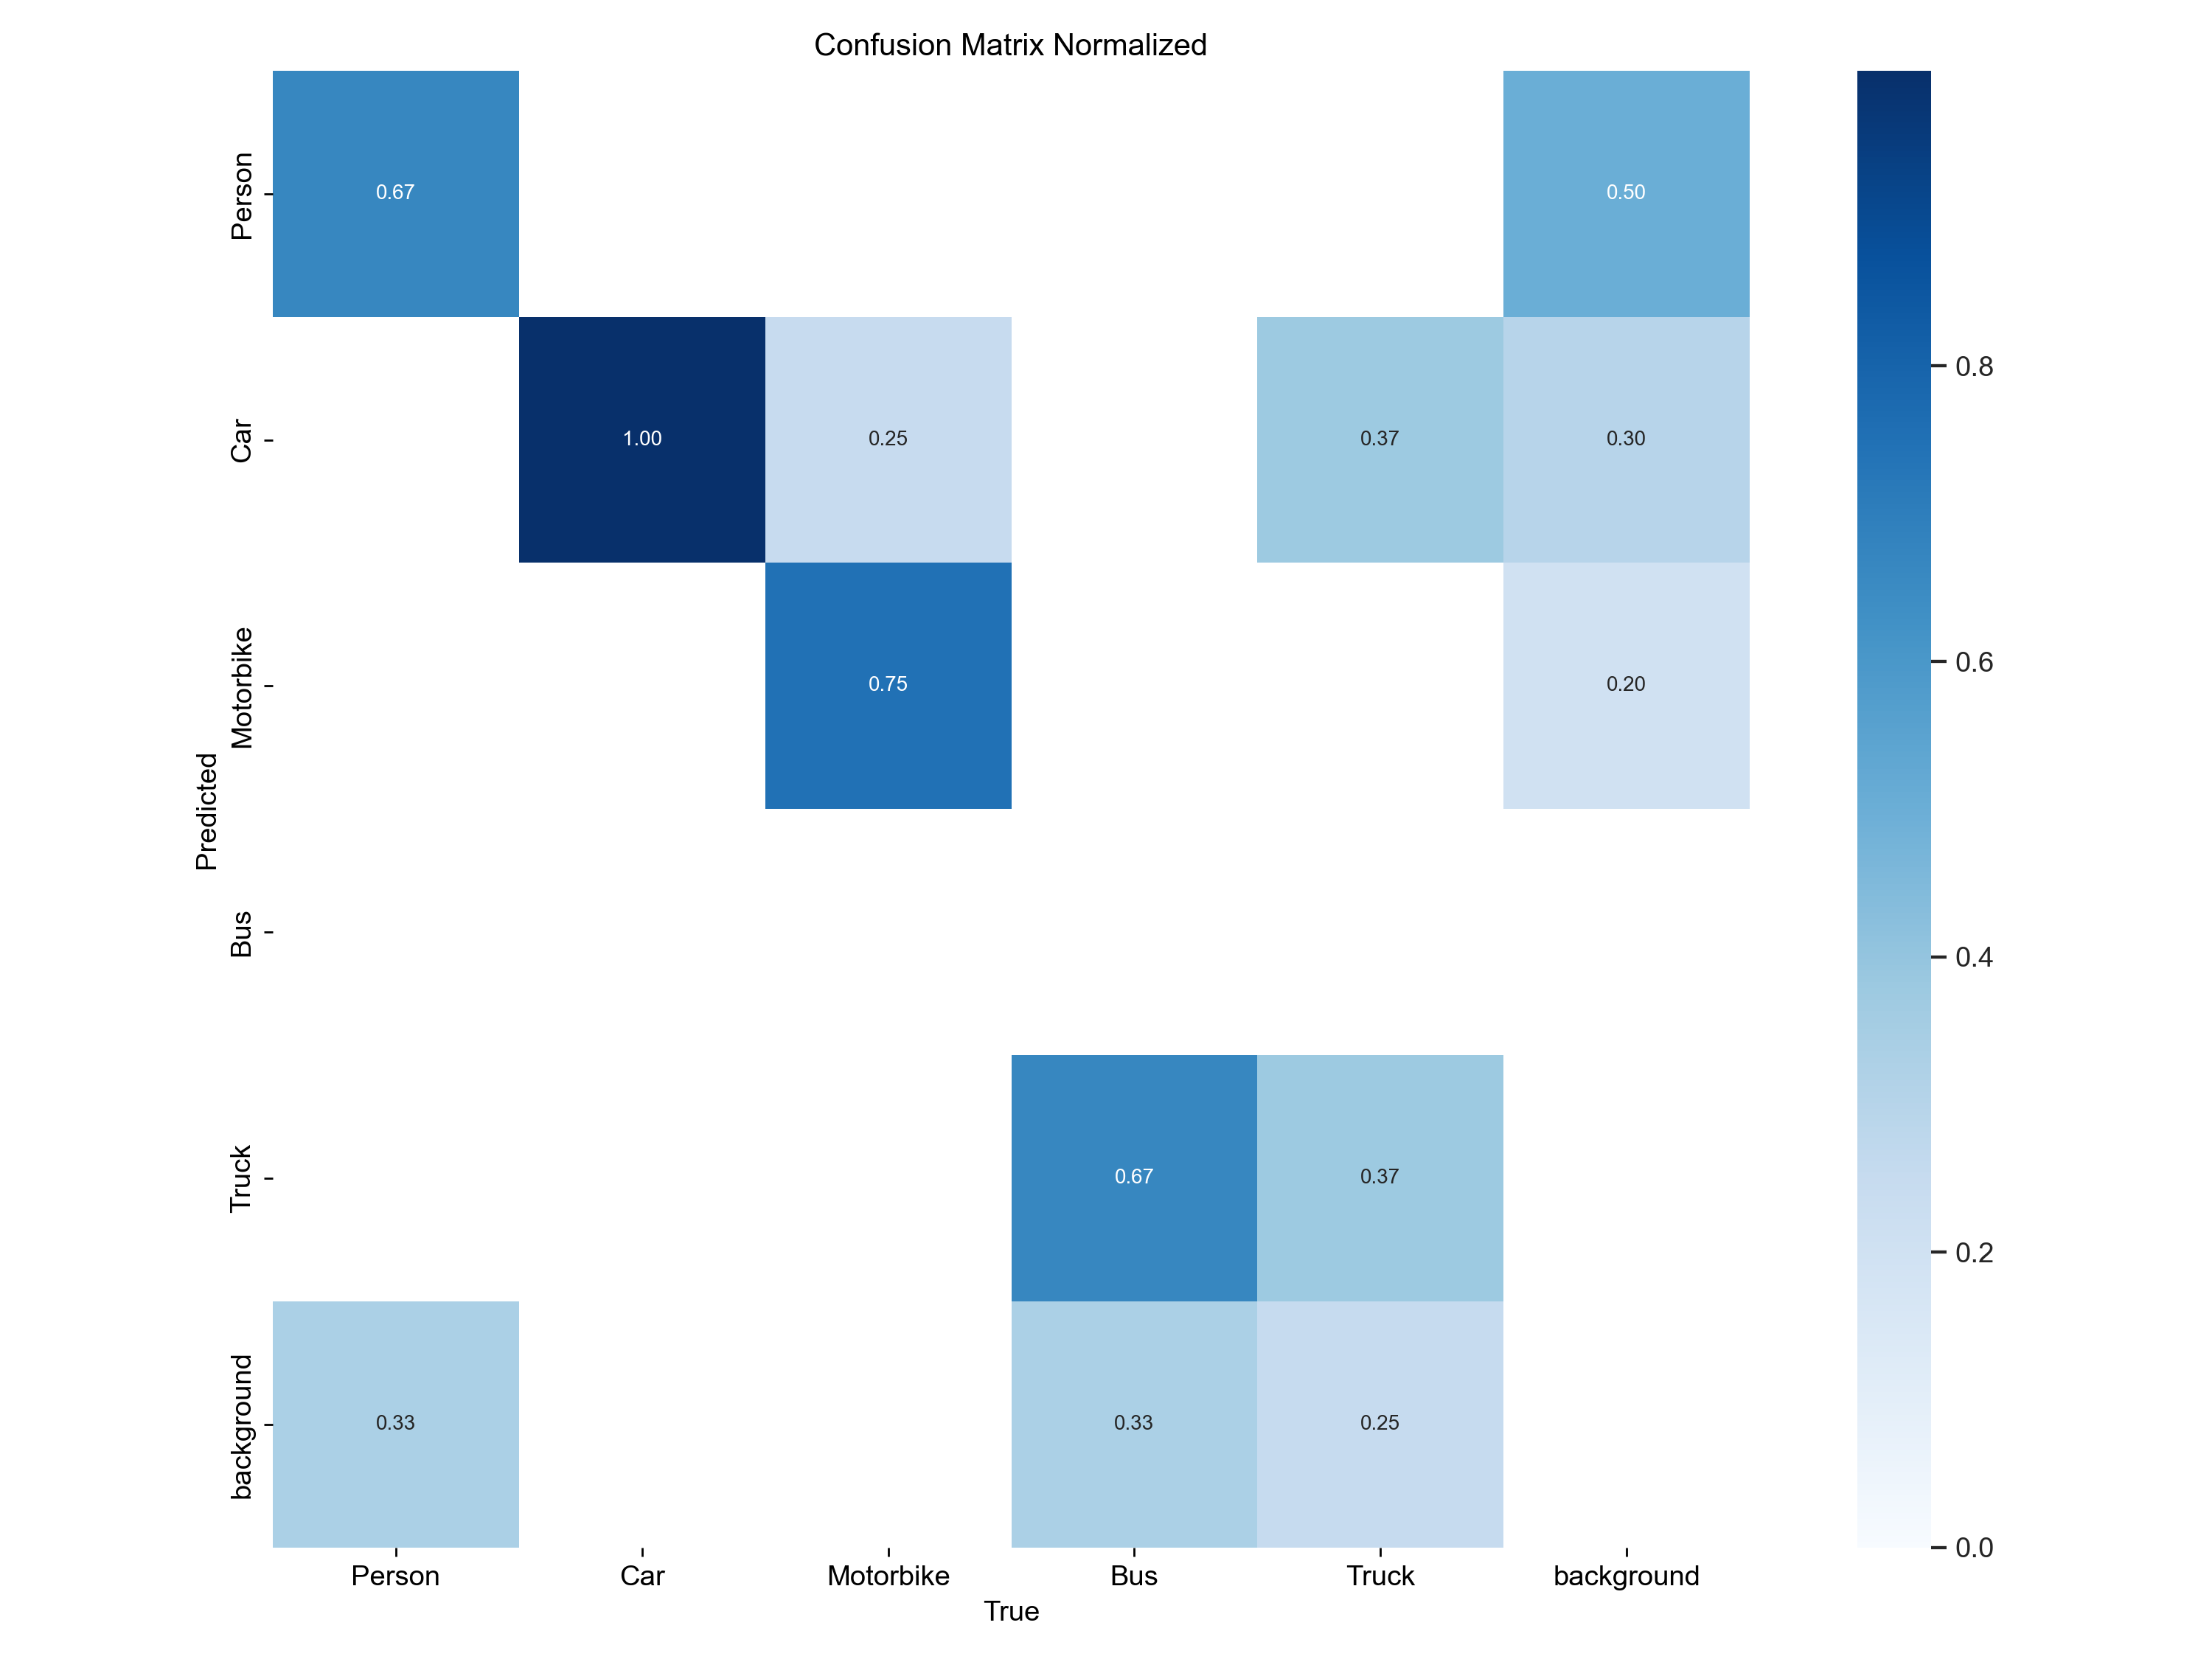 Confusion Matrix Normalized
Person
0.67
0.50
Car
1.00
0.25
0.37
0.30
Motorbike
0.75
0.20
Bus
Truck
0.67
0.37
background
0.33
0.33
0.25
Predicted
Person
Car
Motorbike
Bus
Truck
background
True
0.8
0.6
0.4
0.2
0.0